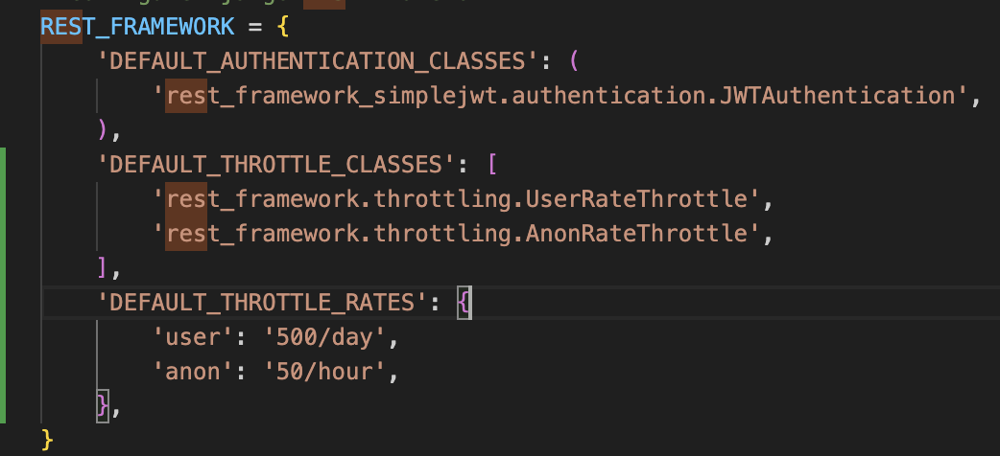 REST_FRAMEWORK = {
    'DEFAULT_AUTHENTICATION_CLASSES': (
        'rest_framework_simplejwt.authentication.JWTAuthentication',
    ),
    'DEFAULT_THROTTLE_CLASSES': [
        'rest_framework.throttling.UserRateThrottle',
        'rest_framework.throttling.AnonRateThrottle',
    ],
    'DEFAULT_THROTTLE_RATES': {
        'user': '500/day',
        'anon': '50/hour',
    },
}